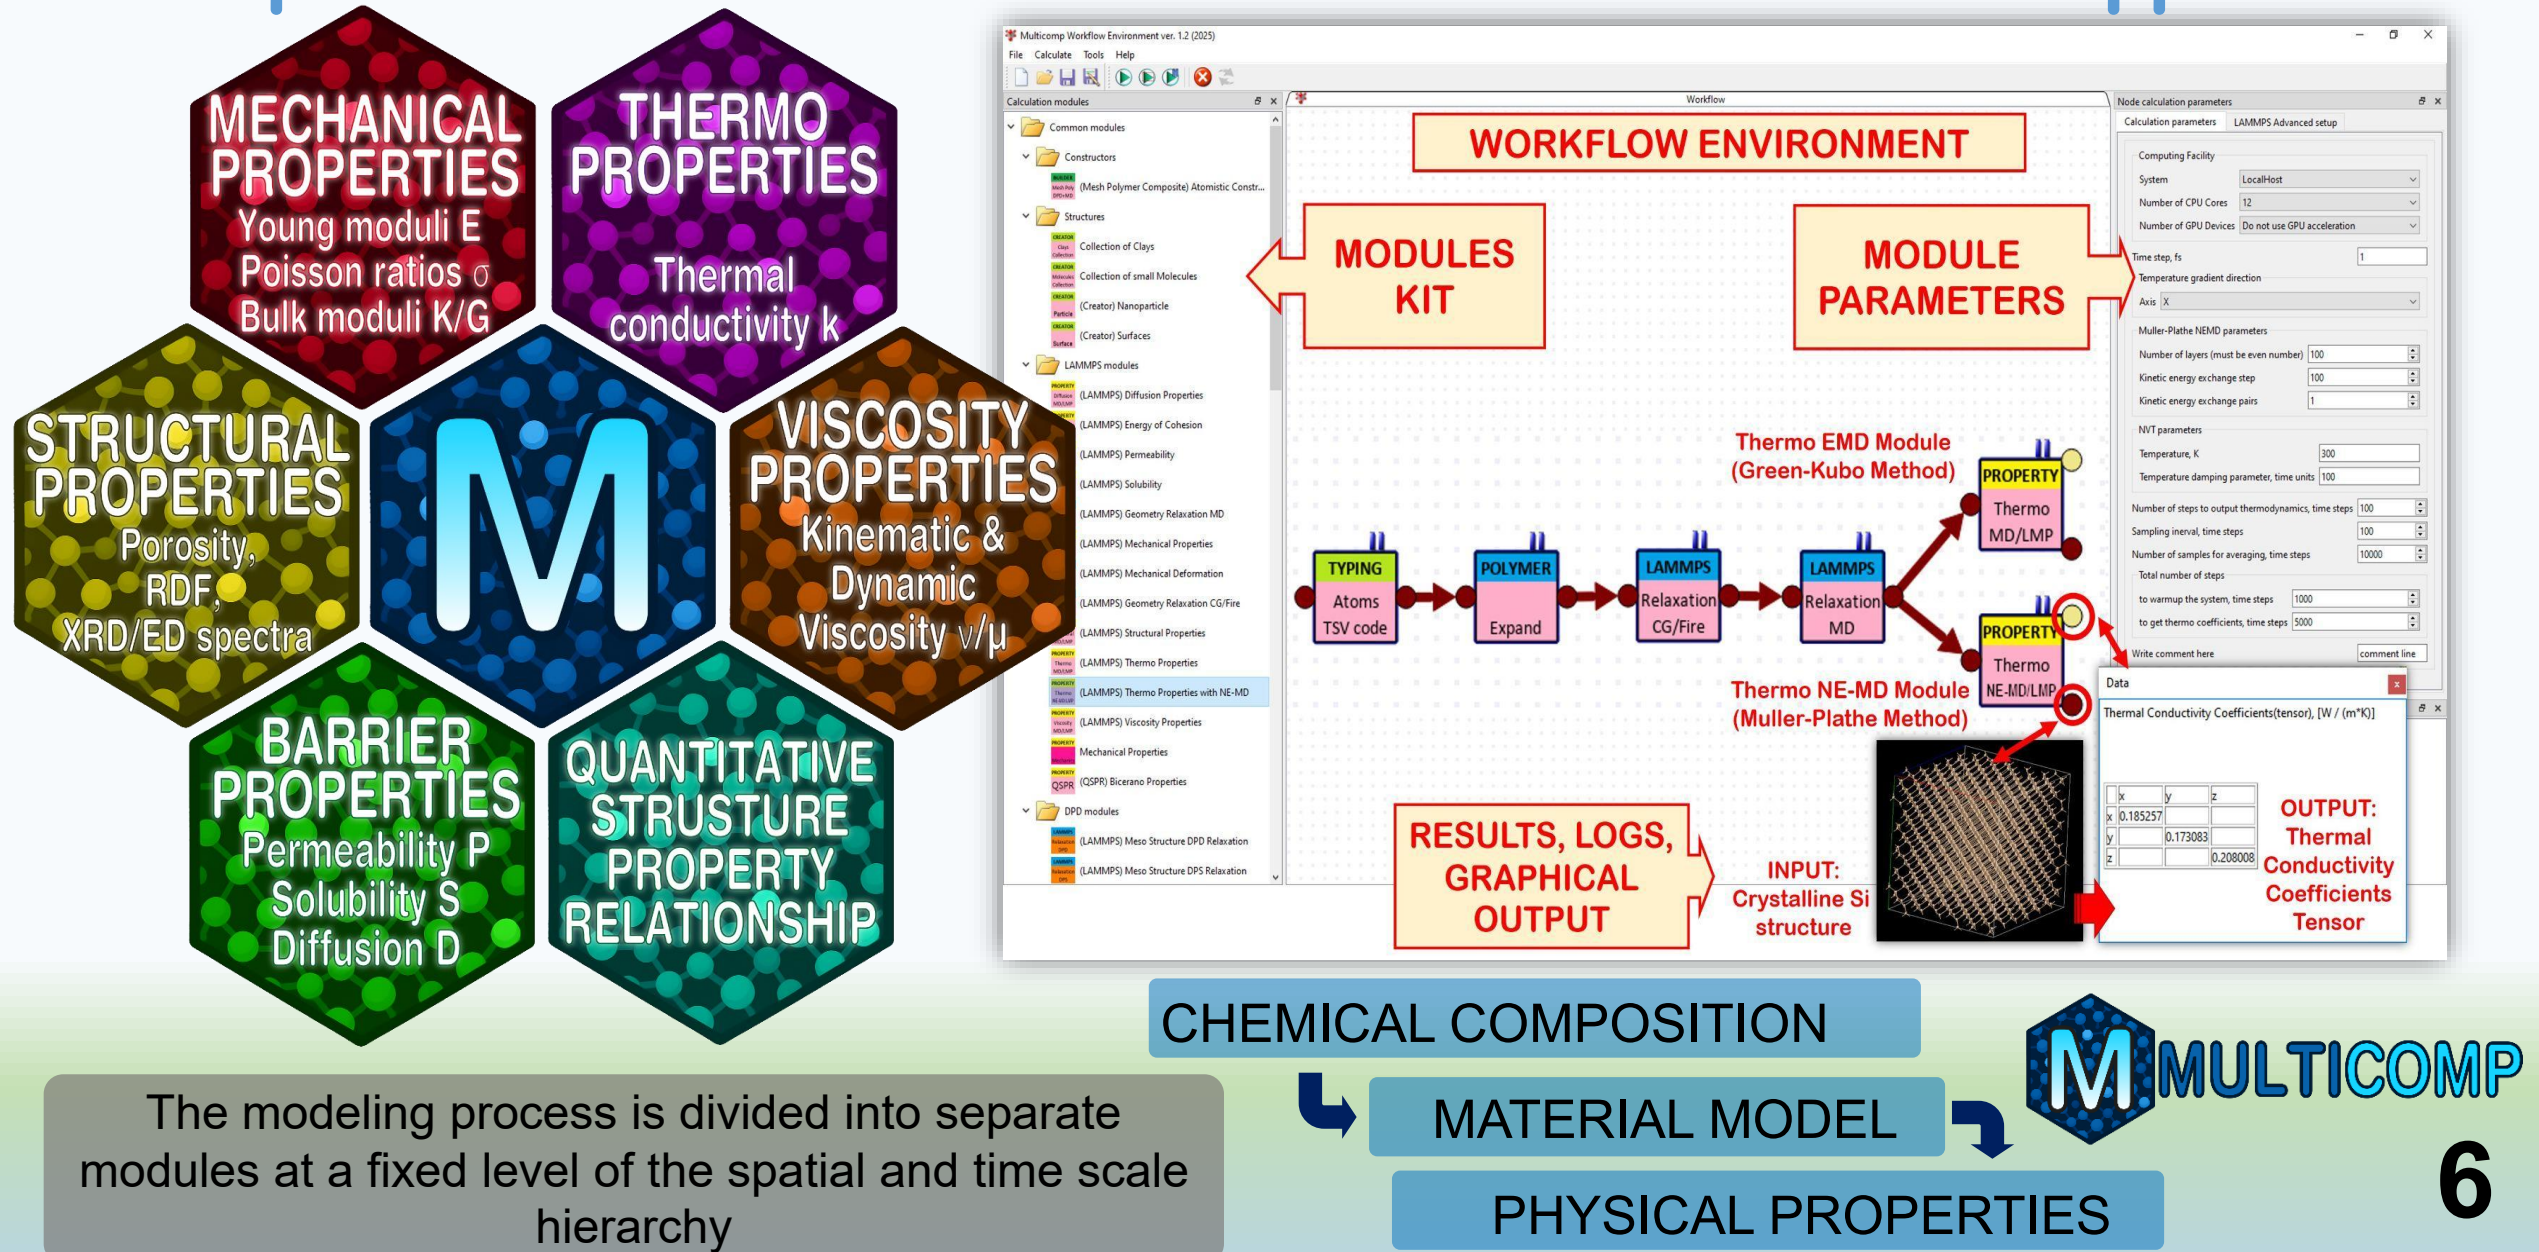 MECHANICAL
PROPERTIES
Young moduli E
Poisson ratios σ
Bulk moduli K/G
THERMO
PROPERTIES
Thermal
conductivity k
STRUCTURAL
PROPERTIES
Porosity,
RDF,
XRD/ED spectra
M
VISCOSITY
PROPERTIES
Kinematic &
Dynamic
Viscosity ν/μ
BARRIER
PROPERTIES
Permeability P
Solubility S
Diffusion D
QUANTITATIVE
STRUSTURE
PROPERTY
RELATIONSHIP
Multicomp Workflow Environment ver. 1.2 (2025)
File Calculate Tools Help
Calculation modules
Common modules
Constructors
(Mesh Polymer Composite) Atomistic Constr...
Structures
Collection of Clays
Collection of small Molecules
(Creator) Nanoparticle
(Creator) Surfaces
LAMMPS modules
(LAMMPS) Diffusion Properties
(LAMMPS) Energy of Cohesion
(LAMMPS) Permeability
(LAMMPS) Solubility
(LAMMPS) Geometry Relaxation MD
(LAMMPS) Mechanical Properties
(LAMMPS) Mechanical Deformation
(LAMMPS) Geometry Relaxation CG/Fire
(LAMMPS) Structural Properties
(LAMMPS) Thermo Properties
(LAMMPS) Thermo Properties with NE-MD
(LAMMPS) Viscosity Properties
Mechanical Properties
QSPR (QSPR) Bicerano Properties
DPD modules
(LAMMPS) Meso Structure DPD Relaxation
(LAMMPS) Meso Structure DPS Relaxation
Workflow
WORKFLOW ENVIRONMENT
MODULES
KIT
MODULE
PARAMETERS
Thermo EMD Module
(Green-Kubo Method)
TYPING
Atoms
TSV code
POLYMER
Expand
LAMMPS
Relaxation
CG/Fire
LAMMPS
Relaxation
MD
PROPERTY
Thermo
MD/LMP
PROPERTY
Thermo
NE-MD/LMP
Thermo NE-MD Module
(Muller-Plathe Method)
RESULTS, LOGS,
GRAPHICAL
OUTPUT
INPUT:
Crystalline Si
structure
Node calculation parameters
Calculation parameters LAMMPS Advanced setup
Computing Facility
System LocalHost
Number of CPU Cores 12
Number of GPU Devices Do not use GPU acceleration
Time step, fs 1
Temperature gradient direction
Axis X
Muller-Plathe NEMD parameters
Number of layers (must be even number) 100
Kinetic energy exchange step 100
Kinetic energy exchange pairs 1
NVT parameters
Temperature, K 300
Temperature damping parameter, time units 100
Number of steps to output thermodynamics, time steps 100
Sampling inerval, time steps 100
Number of samples for averaging, time steps 10000
Total number of steps
to warmup the system, time steps 1000
to get thermo coefficients, time steps 5000
Write comment here comment line
Data
Thermal Conductivity Coefficients(tensor), [W / (m*K)]
x y z
x 0.185257
y 0.173083
z 0.208008
OUTPUT:
Thermal
Conductivity
Coefficients
Tensor
CHEMICAL COMPOSITION
MATERIAL MODEL
PHYSICAL PROPERTIES
M MULTICOMP
The modeling process is divided into separate
modules at a fixed level of the spatial and time scale
hierarchy
6